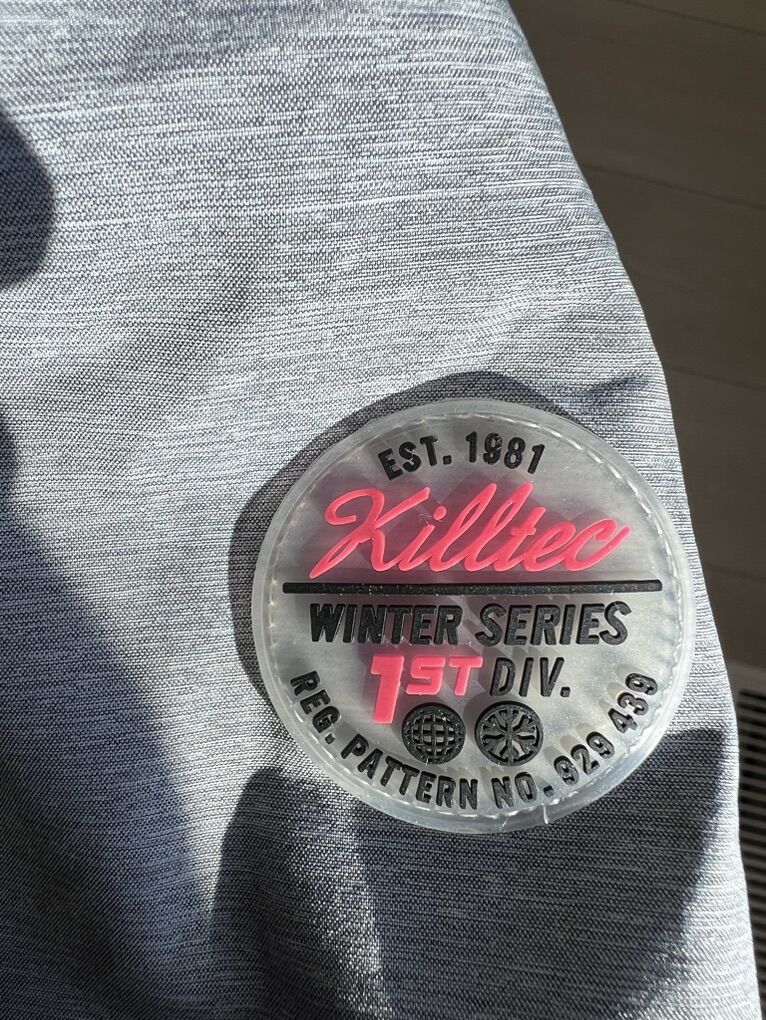 EST. 1981
Killtec
WINTER SERIES
1ST DIV.
REG. PATTERN NO. 929 439